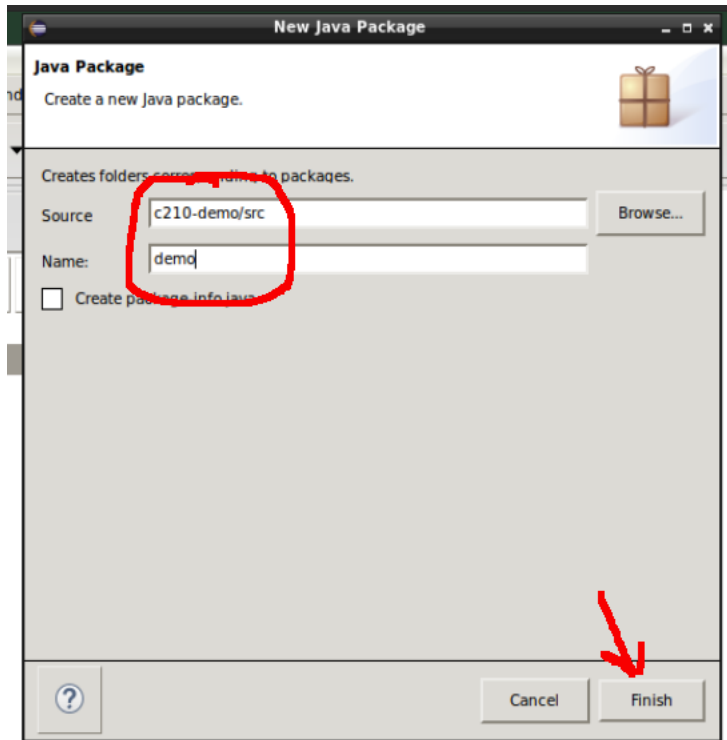 New Java Package
Java Package
Create a new Java package.
Creates folders corresponding to packages.
Source c210-demo/src Browse...
Name: demo
Create package-info.java
? Cancel Finish